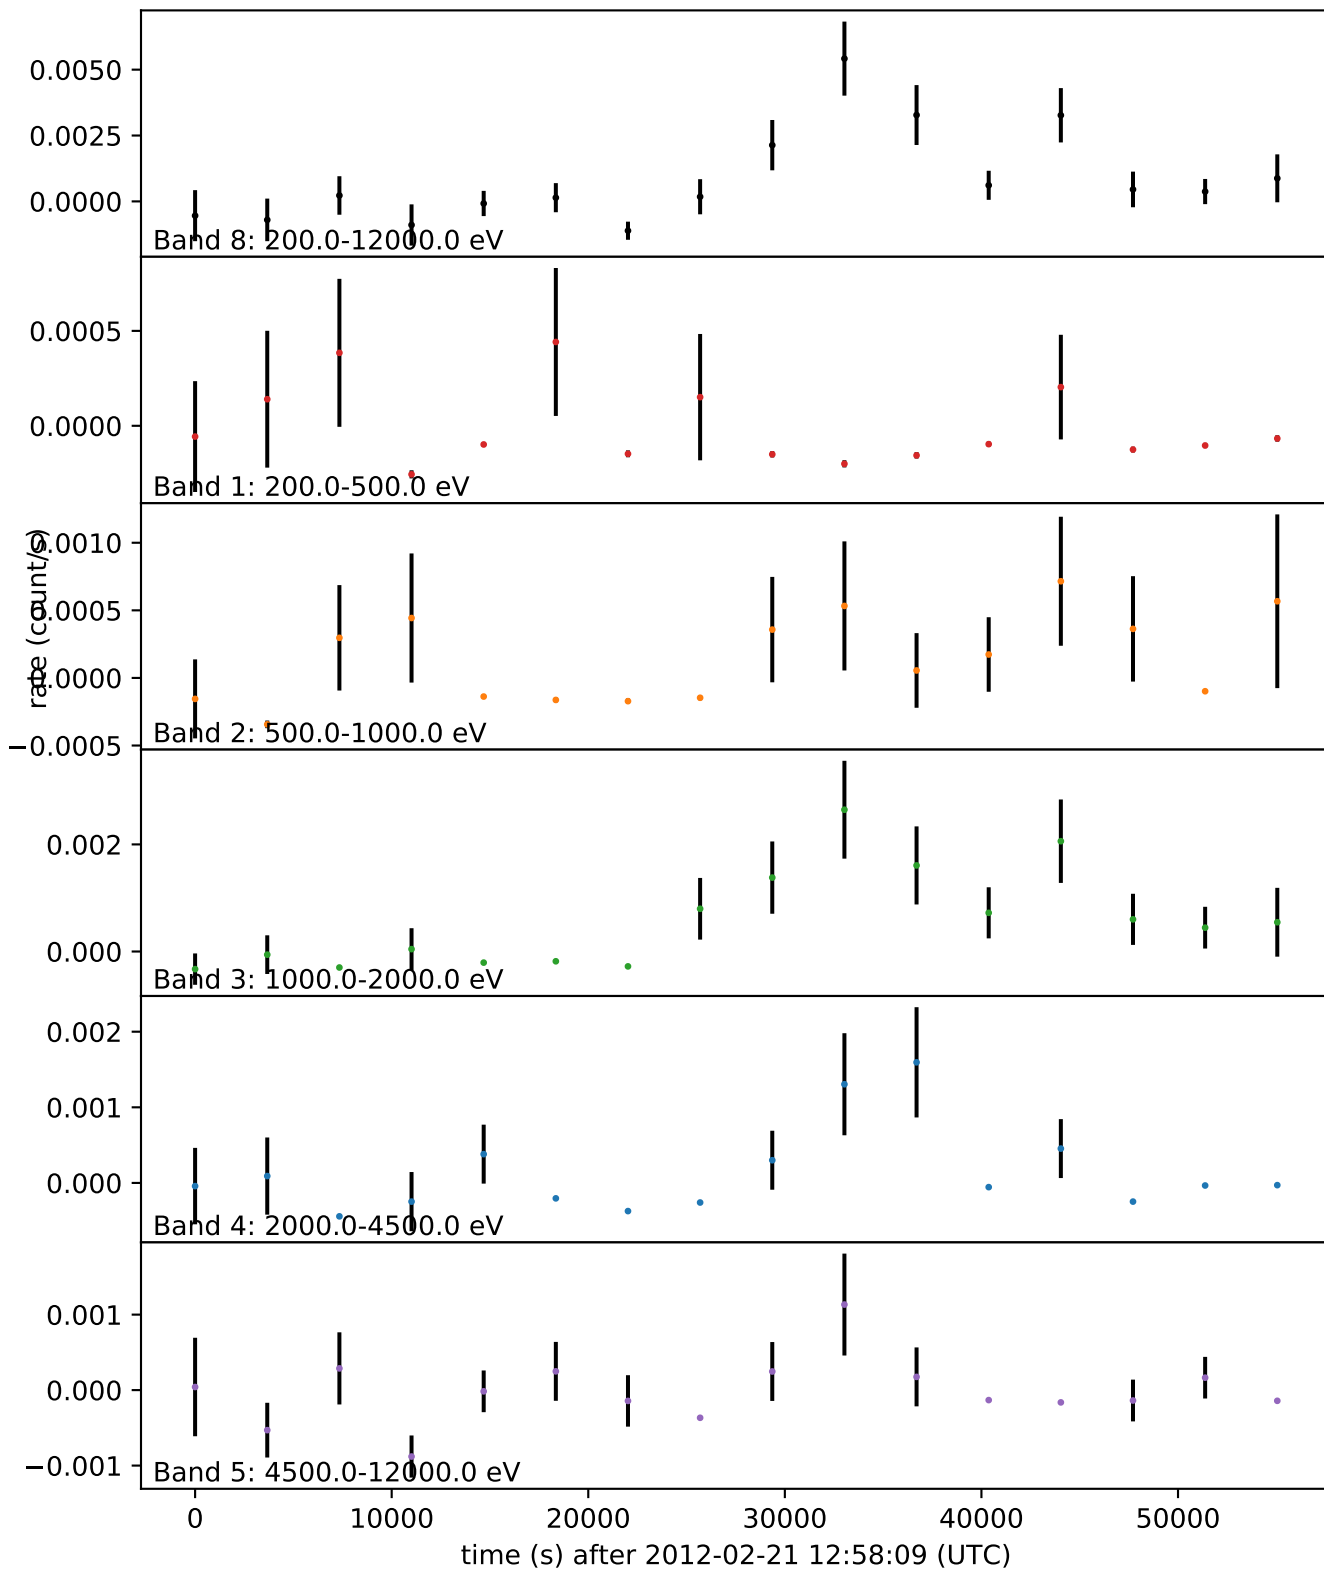 0.0050
0.0025
0.0000
Band 8: 200.0-12000.0 eV
0.0005
0.0000
Band 1: 200.0-500.0 eV
rate (count/s)
0.0010
0.0005
0.0000
−0.0005
Band 2: 500.0-1000.0 eV
0.002
0.000
Band 3: 1000.0-2000.0 eV
0.002
0.001
0.000
Band 4: 2000.0-4500.0 eV
0.001
0.000
−0.001
Band 5: 4500.0-12000.0 eV
0 10000 20000 30000 40000 50000
time (s) after 2012-02-21 12:58:09 (UTC)